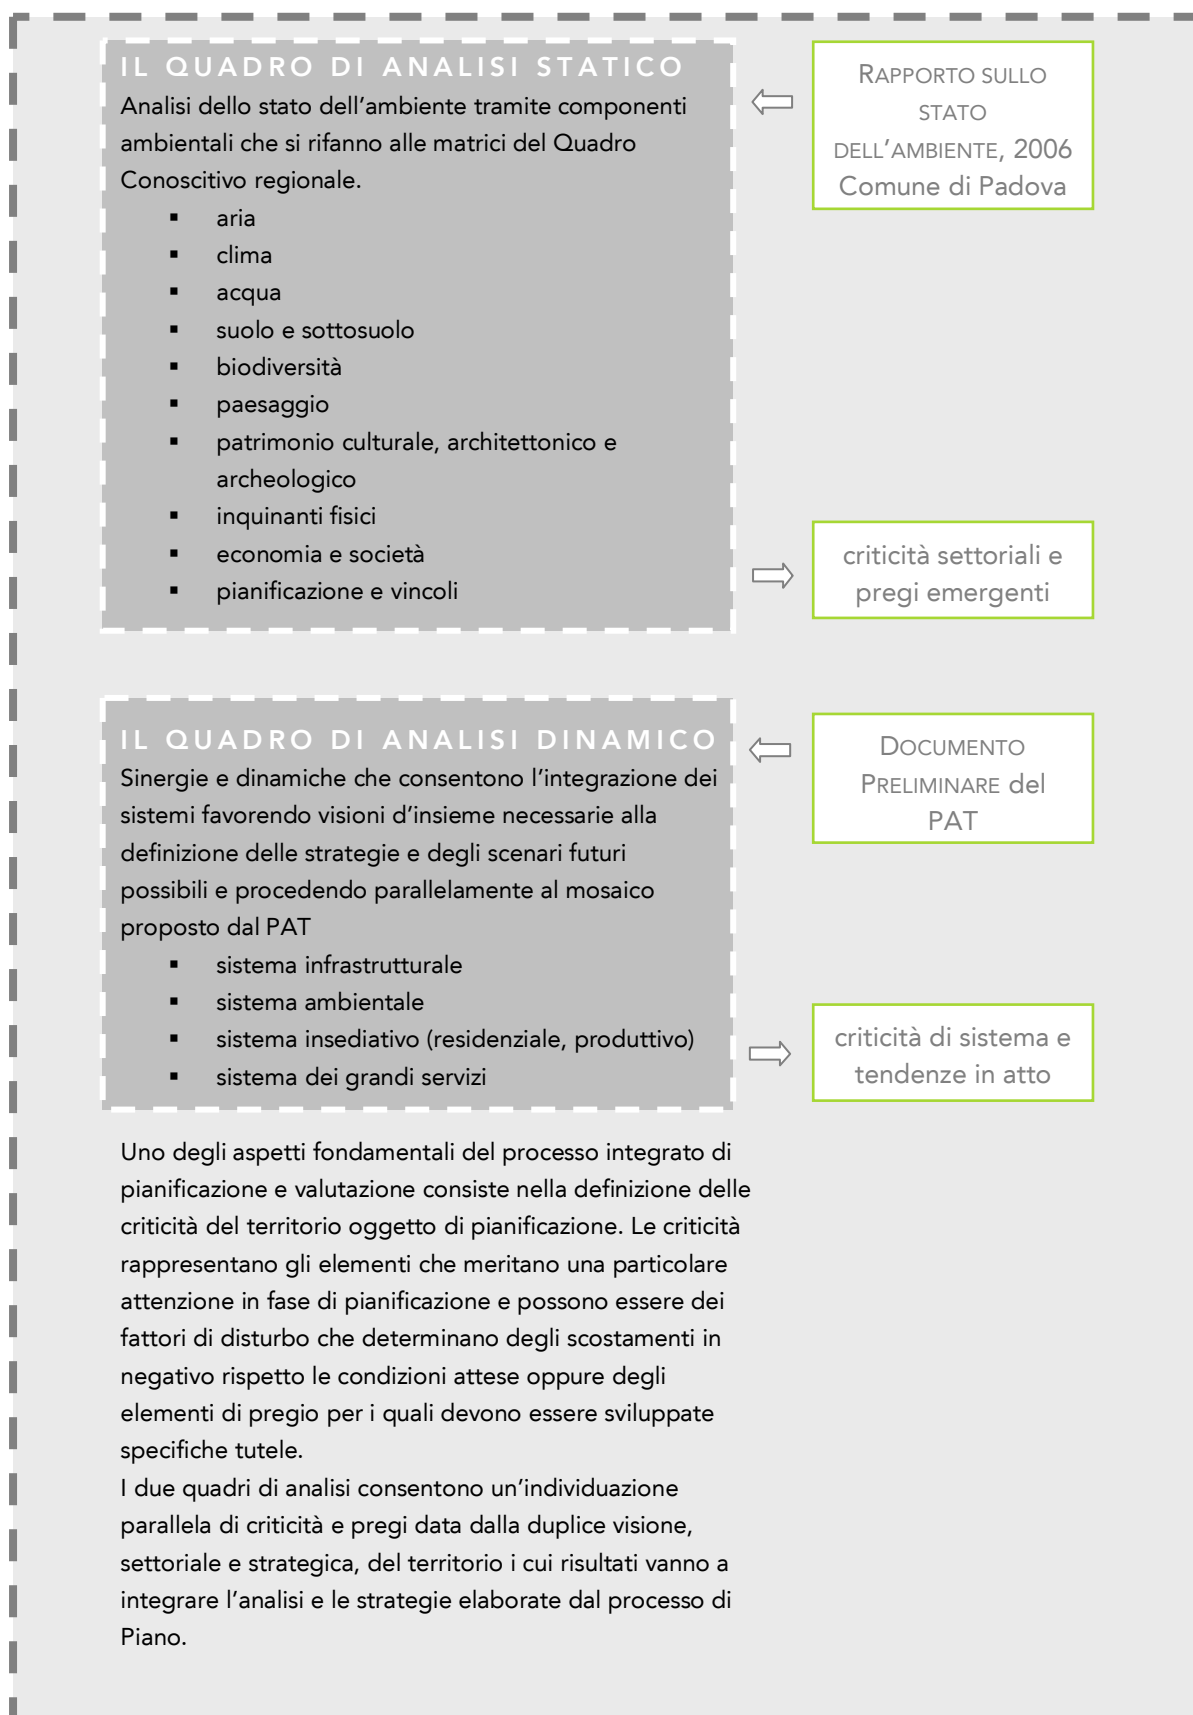 IL QUADRO DI ANALISI STATICO
Analisi dello stato dell'ambiente tramite componenti
ambientali che si rifanno alle matrici del Quadro
Conoscitivo regionale.
▪ aria
▪ clima
▪ acqua
▪ suolo e sottosuolo
▪ biodiversità
▪ paesaggio
▪ patrimonio culturale, architettonico e
archeologico
▪ inquinanti fisici
▪ economia e società
▪ pianificazione e vincoli
RAPPORTO SULLO
STATO
DELL'AMBIENTE, 2006
Comune di Padova
criticità settoriali e
pregi emergenti
IL QUADRO DI ANALISI DINAMICO
Sinergie e dinamiche che consentono l'integrazione dei
sistemi favorendo visioni d'insieme necessarie alla
definizione delle strategie e degli scenari futuri
possibili e procedendo parallelamente al mosaico
proposto dal PAT
▪ sistema infrastrutturale
▪ sistema ambientale
▪ sistema insediativo (residenziale, produttivo)
▪ sistema dei grandi servizi
DOCUMENTO
PRELIMINARE del
PAT
criticità di sistema e
tendenze in atto
Uno degli aspetti fondamentali del processo integrato di
pianificazione e valutazione consiste nella definizione delle
criticità del territorio oggetto di pianificazione. Le criticità
rappresentano gli elementi che meritano una particolare
attenzione in fase di pianificazione e possono essere dei
fattori di disturbo che determinano degli scostamenti in
negativo rispetto le condizioni attese oppure degli
elementi di pregio per i quali devono essere sviluppate
specifiche tutele.
I due quadri di analisi consentono un'individuazione
parallela di criticità e pregi data dalla duplice visione,
settoriale e strategica, del territorio i cui risultati vanno a
integrare l'analisi e le strategie elaborate dal processo di
Piano.